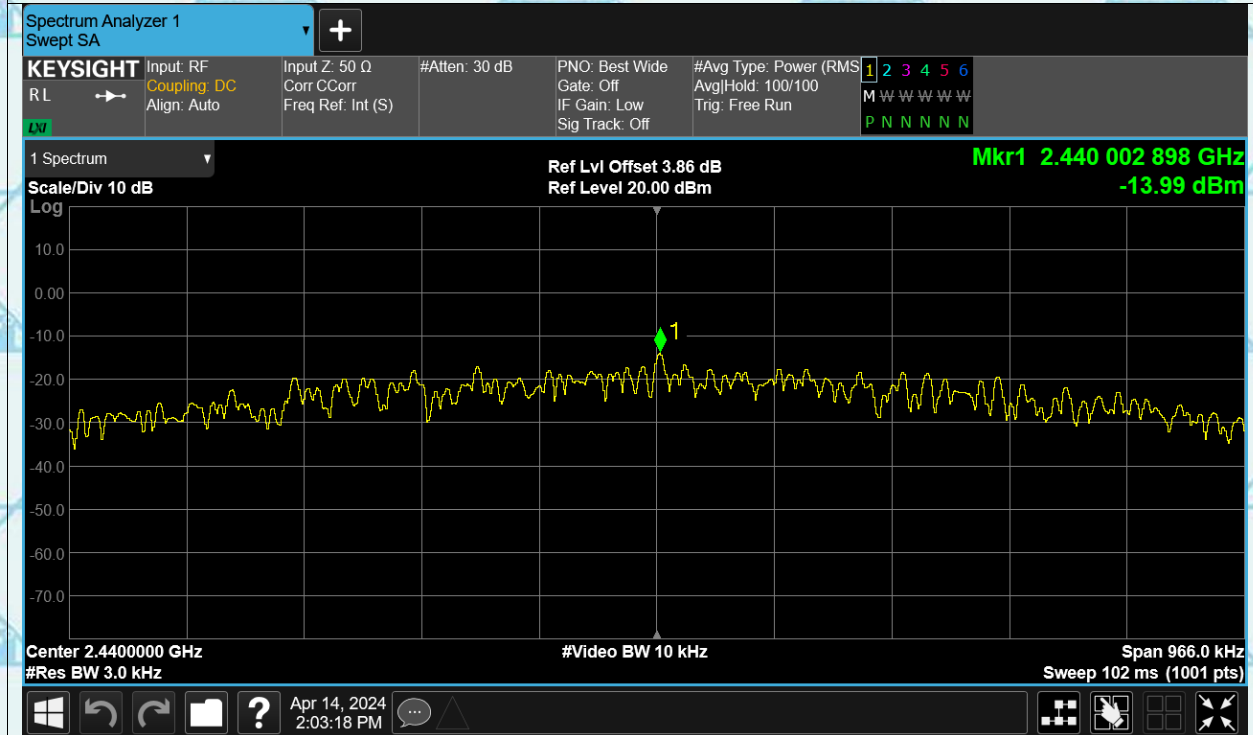 Spectrum Analyzer 1
Swept SA
+
KEYSIGHT
RL
LXI
Input: RF
Coupling: DC
Align: Auto
Input Z: 50 Ω
Corr CCorr
Freq Ref: Int (S)
#Atten: 30 dB
PNO: Best Wide
Gate: Off
IF Gain: Low
Sig Track: Off
#Avg Type: Power (RMS
Avg|Hold: 100/100
Trig: Free Run
1 2 3 4 5 6
M W W W W W
P N N N N N
1 Spectrum
Scale/Div 10 dB
Ref Lvl Offset 3.86 dB
Ref Level 20.00 dBm
Mkr1 2.440 002 898 GHz
-13.99 dBm
Log
10.0
0.00
-10.0
-20.0
-30.0
-40.0
-50.0
-60.0
-70.0
1
Center 2.4400000 GHz
#Video BW 10 kHz
Span 966.0 kHz
#Res BW 3.0 kHz
Sweep 102 ms (1001 pts)
?
Apr 14, 2024
2:03:18 PM